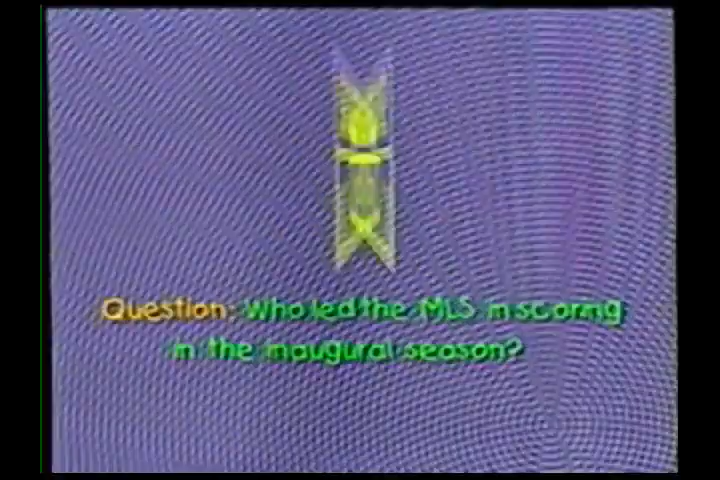 Question: Who led the MLS in scoring
in the inaugural season?